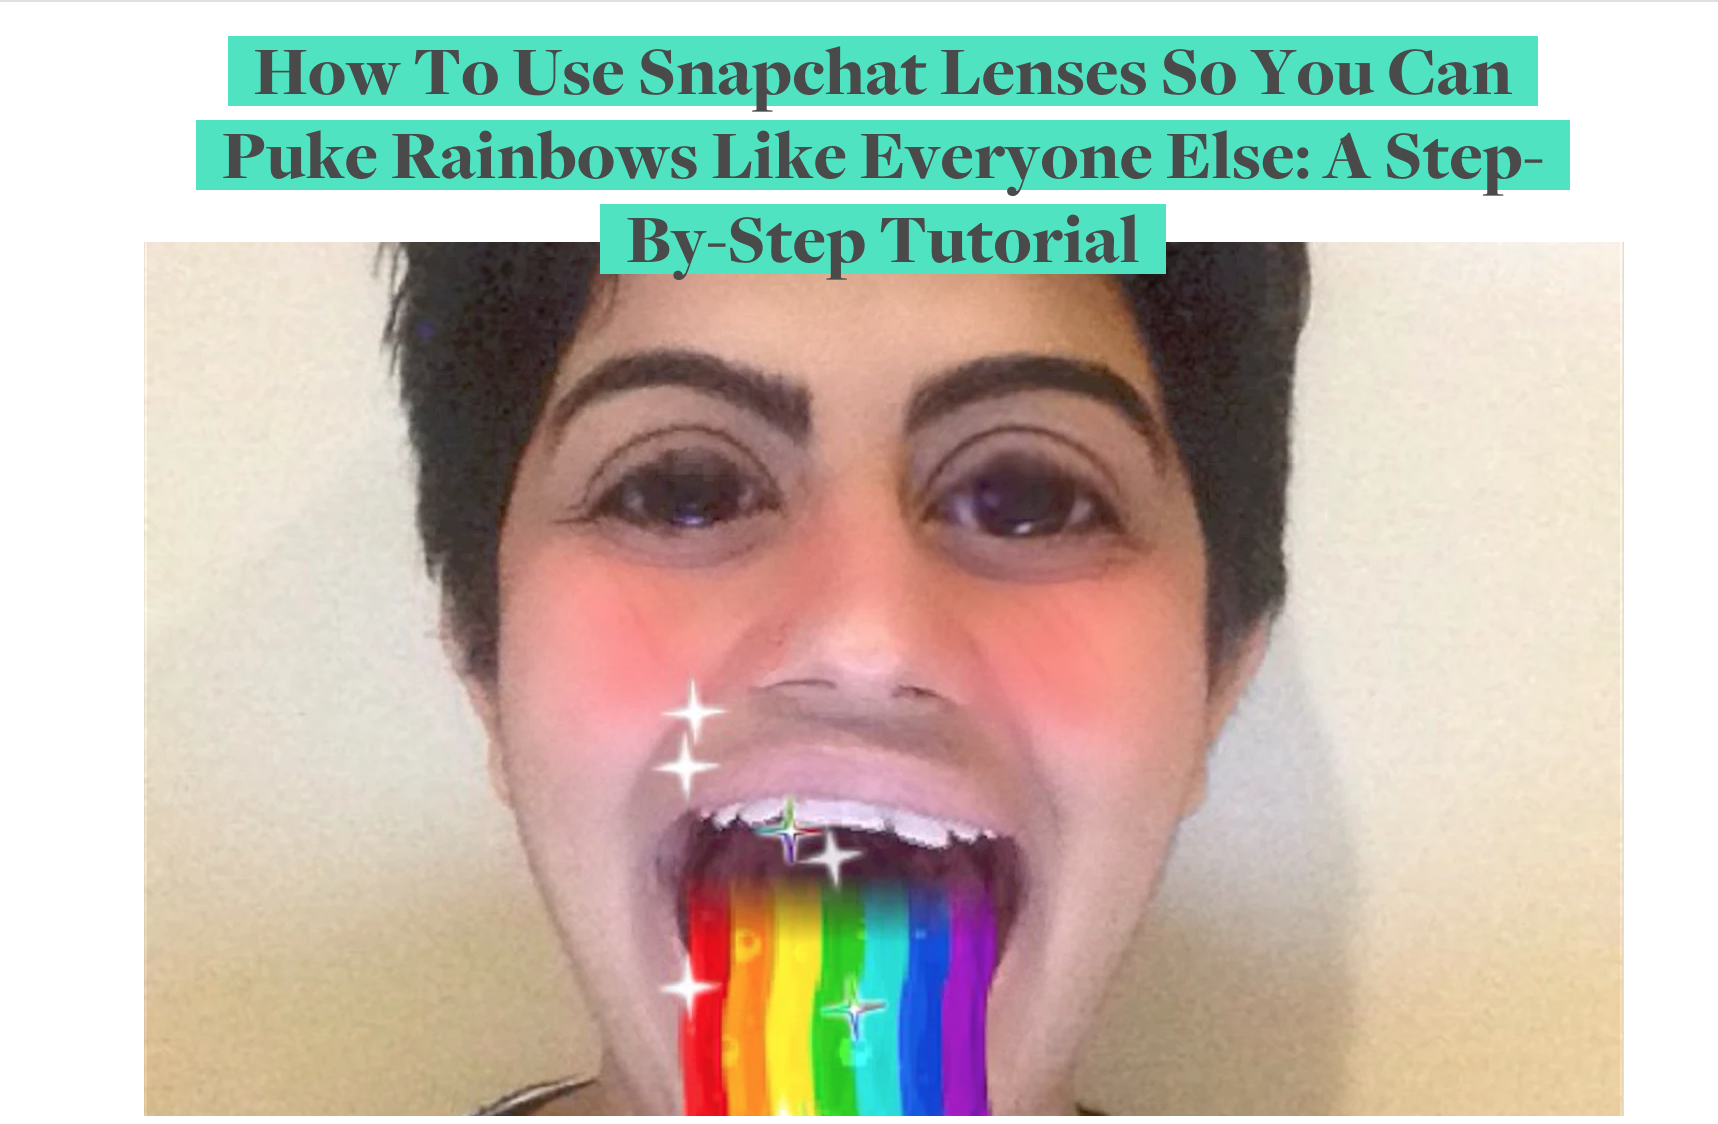 How To Use Snapchat Lenses So You Can
Puke Rainbows Like Everyone Else: A Step-
By-Step Tutorial